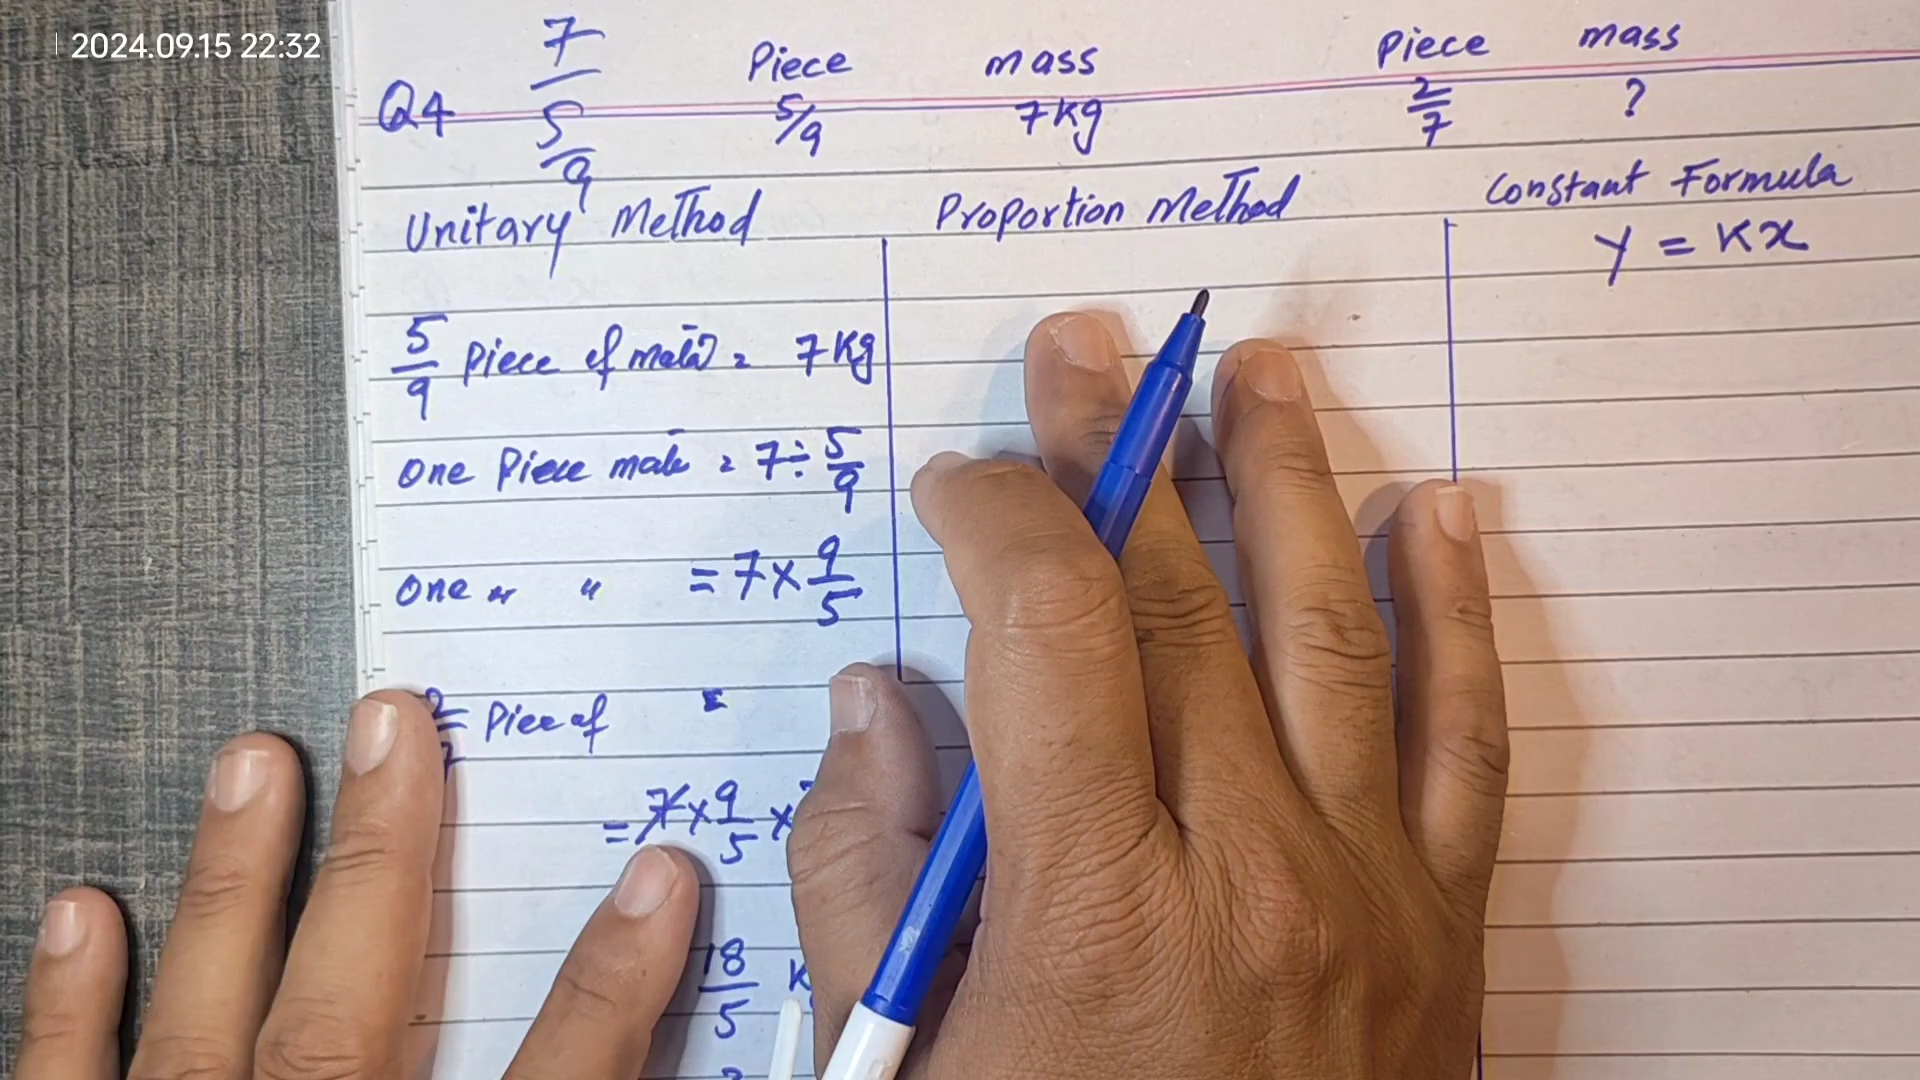 2024.09.15 22:32
Q4 7/(5/9)
Piece mass
5/9 7kg
Piece mass
2/7 ?
Unitary Method
5/9 Piece of = 7kg
One Piece = 7 ÷ 5/9
One " " = 7 × 9/5
Piece of =
= 7 × 9/5 ×
18/5
Proportion Method
Constant Formula
Y = Kx